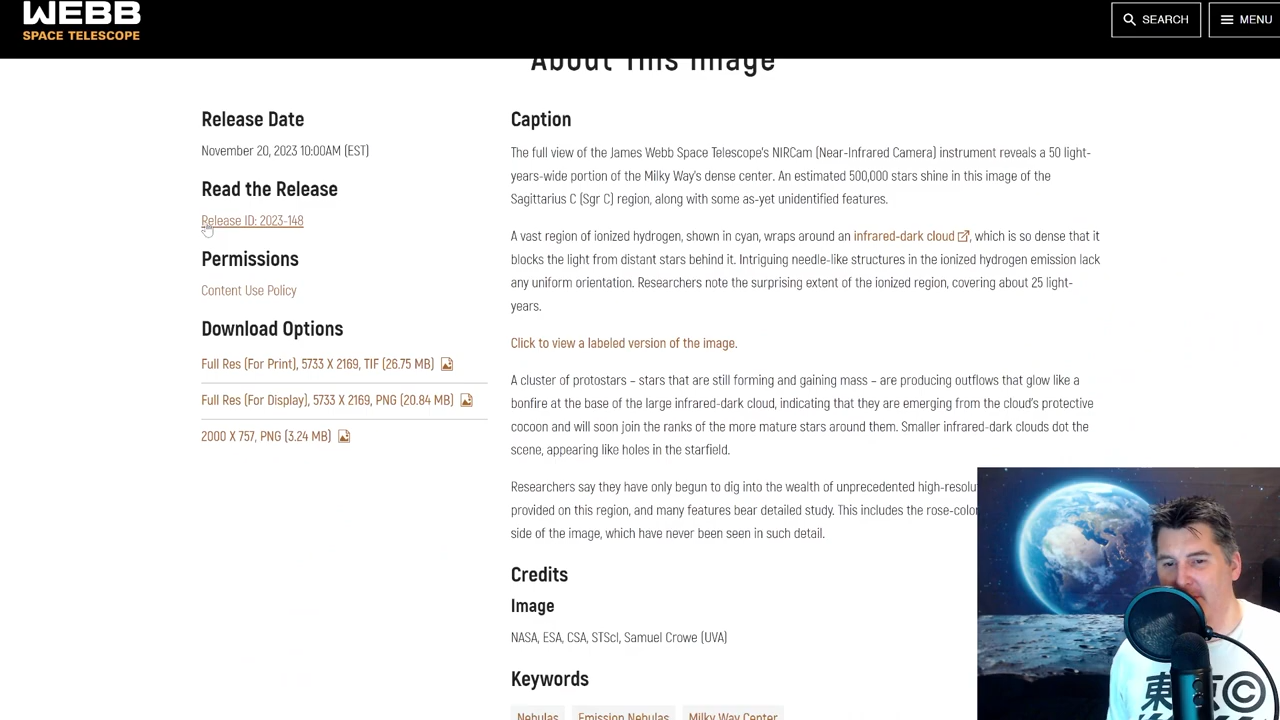 WEBB
SPACE TELESCOPE
SEARCH
MENU
About This Image
Release Date
November 20, 2023 10:00AM (EST)
Read the Release
Release ID: 2023-148
Permissions
Content Use Policy
Download Options
Full Res (For Print), 5733 X 2169, TIF (26.75 MB)
Full Res (For Display), 5733 X 2169, PNG (20.84 MB)
2000 X 757, PNG (3.24 MB)
Caption
The full view of the James Webb Space Telescope's NIRCam (Near-Infrared Camera) instrument reveals a 50 light-
years-wide portion of the Milky Way's dense center. An estimated 500,000 stars shine in this image of the
Sagittarius C (Sgr C) region, along with some as-yet unidentified features.
A vast region of ionized hydrogen, shown in cyan, wraps around an infrared-dark cloud, which is so dense that it
blocks the light from distant stars behind it. Intriguing needle-like structures in the ionized hydrogen emission lack
any uniform orientation. Researchers note the surprising extent of the ionized region, covering about 25 light-
years.
Click to view a labeled version of the image.
A cluster of protostars – stars that are still forming and gaining mass – are producing outflows that glow like a
bonfire at the base of the large infrared-dark cloud, indicating that they are emerging from the cloud's protective
cocoon and will soon join the ranks of the more mature stars around them. Smaller infrared-dark clouds dot the
scene, appearing like holes in the starfield.
Researchers say they have only begun to dig into the wealth of unprecedented high-resolu
provided on this region, and many features bear detailed study. This includes the rose-color
side of the image, which have never been seen in such detail.
Credits
Image
NASA, ESA, CSA, STScI, Samuel Crowe (UVA)
Keywords
Nebulas
Emission Nebulas
Milky Way Center
東京©